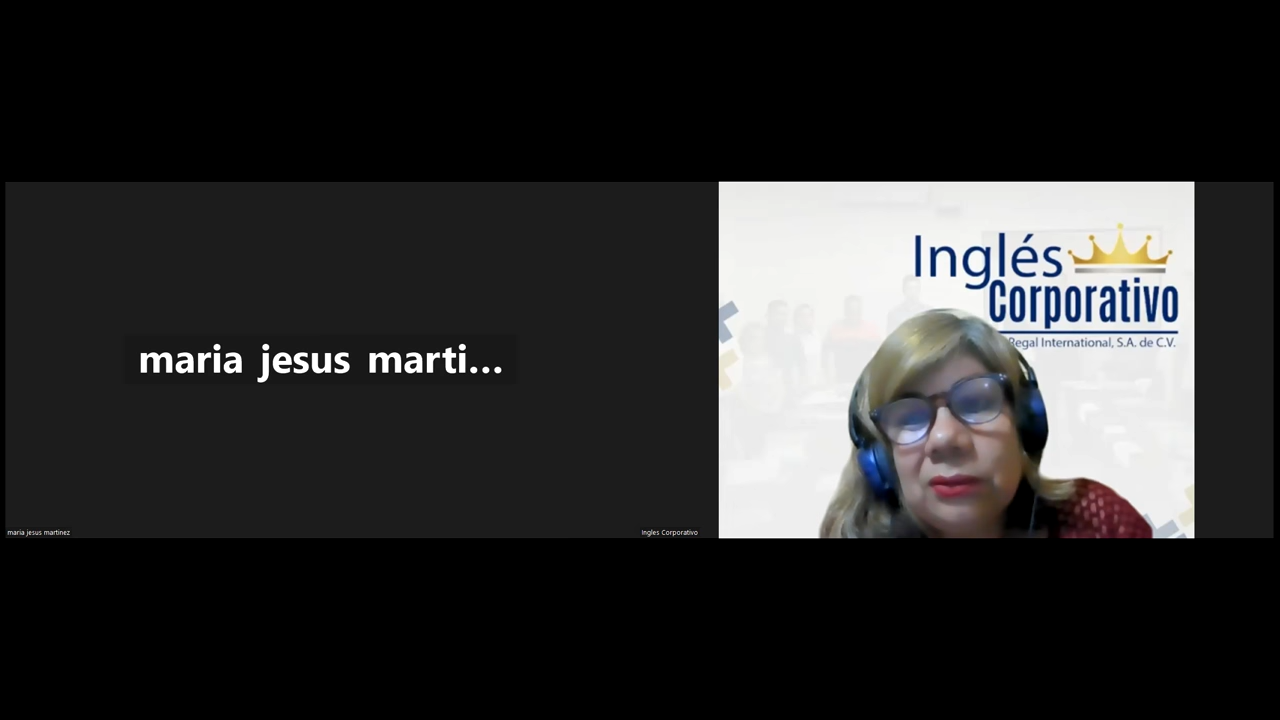 maria jesus marti...
maria jesus martinez
Ingles Corporativo
Inglés
Corporativo
Regal International, S.A. de C.V.